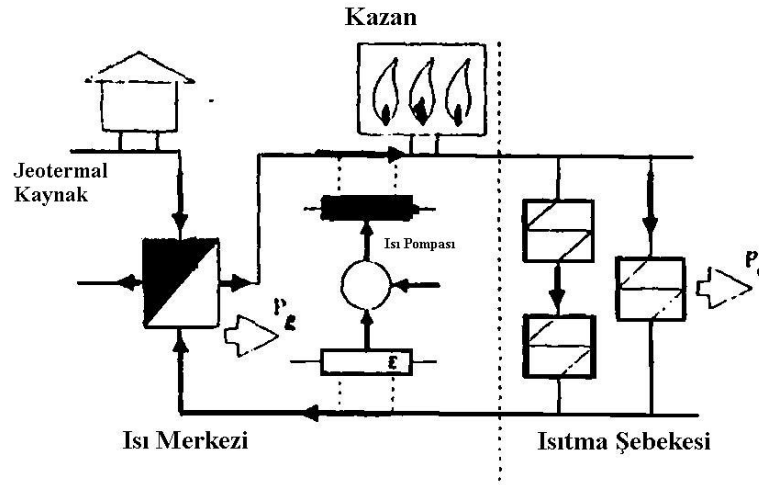 Kazan
Jeotermal
Kaynak
Isı Pompası
P
g
P
ε
Isı Merkezi
Isıtma Şebekesi